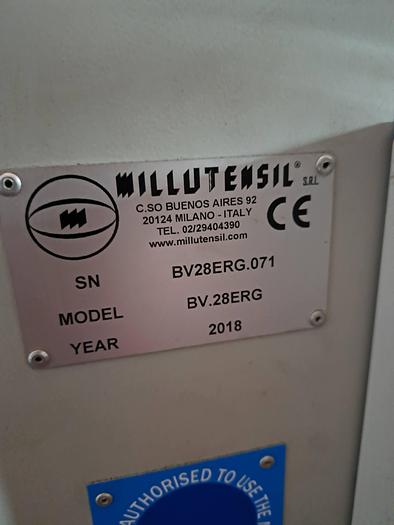 MILLUTENSIL® S.R.L.
C.SO BUENOS AIRES 92
20124 MILANO - ITALY
TEL. 02/29404390
www.millutensil.com
CE
SN BV28ERG.071
MODEL BV.28ERG
YEAR 2018
AUTHORISED TO USE THE